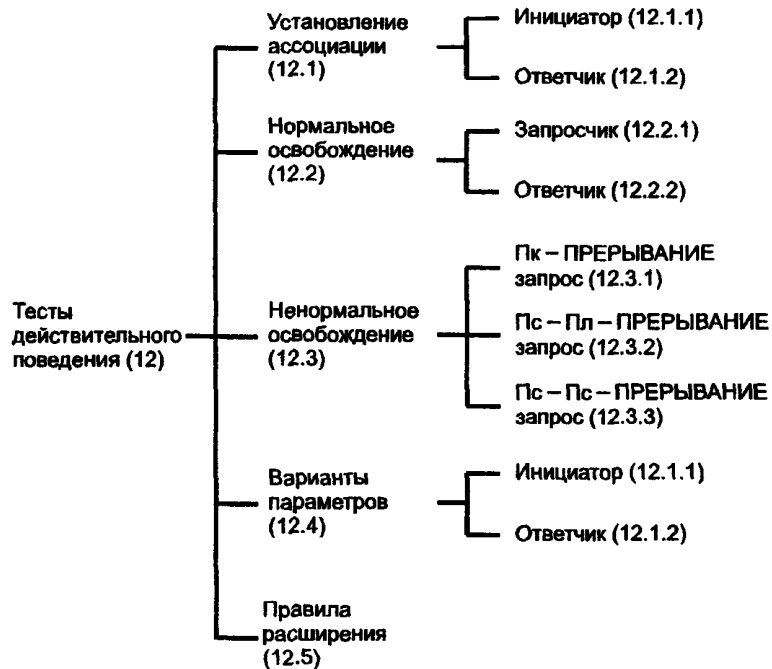 Установление
ассоциации
(12.1)
Инициатор (12.1.1)
Ответчик (12.1.2)
Нормальное
освобождение
(12.2)
Запросчик (12.2.1)
Ответчик (12.2.2)
Тесты
действительного
поведения (12)
Ненормальное
освобождение
(12.3)
Пк – ПРЕРЫВАНИЕ
запрос (12.3.1)
Пс – Пл – ПРЕРЫВАНИЕ
запрос (12.3.2)
Пс – Пс – ПРЕРЫВАНИЕ
запрос (12.3.3)
Варианты
параметров
(12.4)
Инициатор (12.1.1)
Ответчик (12.1.2)
Правила
расширения
(12.5)